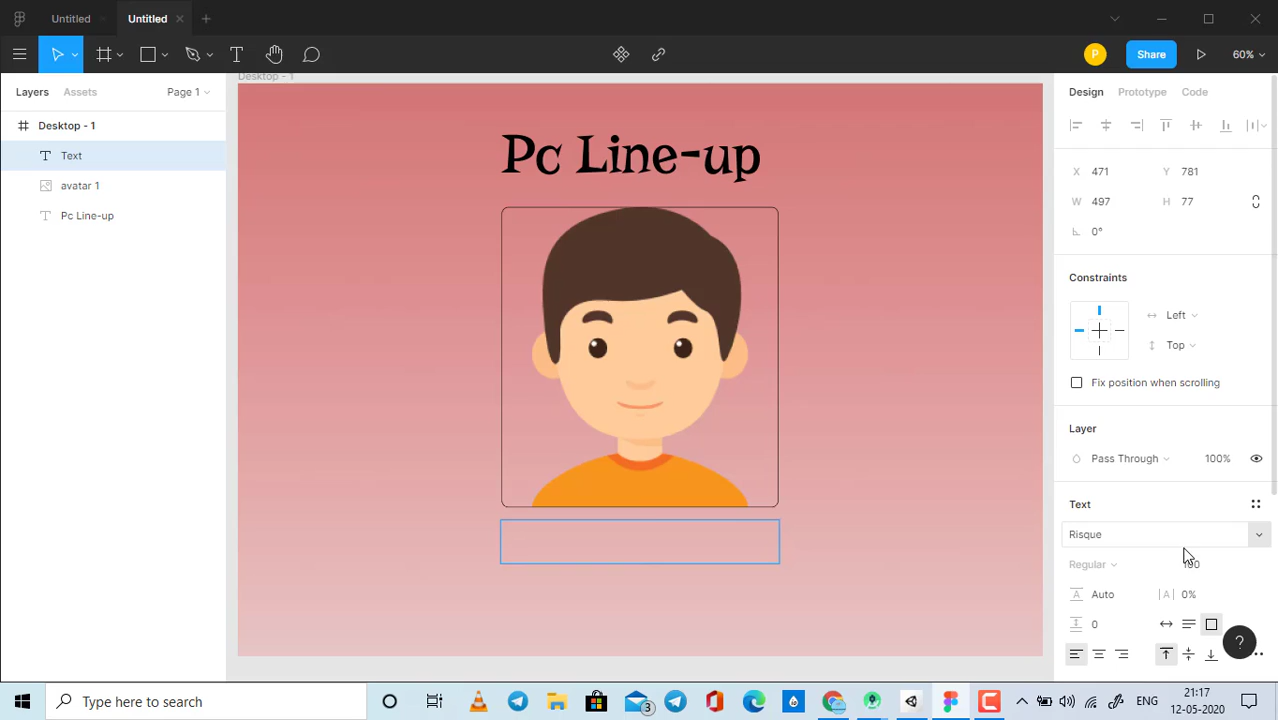 Untitled
Untitled
P
Share
60%
Layers
Assets
Page 1
Desktop - 1
Text
avatar 1
Pc Line-up
Desktop - 1
Pc Line-up
Design
Prototype
Code
X 471
Y 781
W 497
H 77
0°
Constraints
Left
Top
Fix position when scrolling
Layer
Pass Through
100%
Text
Risque
Regular
A Auto
|A| 0%
0
?
Type here to search
3
ENG
21:17
12-05-2020